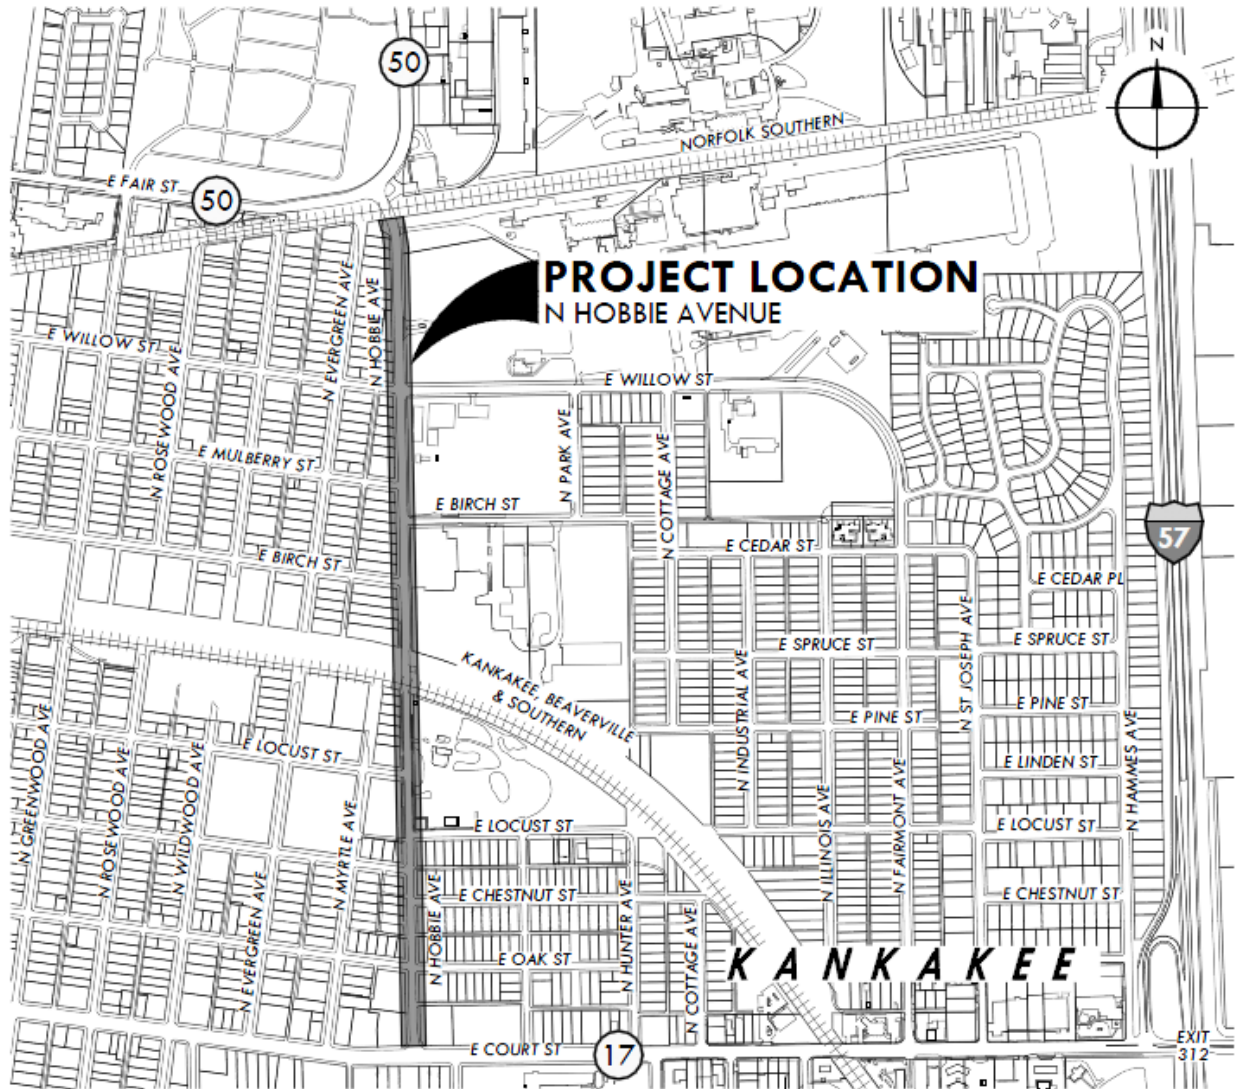 50
N
NORFOLK SOUTHERN
E FAIR ST
50
PROJECT LOCATION
N HOBBIE AVENUE
N EVERGREEN AVE
N HOBBIE AVE
E WILLOW ST
N ROSEWOOD AVE
E WILLOW ST
N PARK AVE
N COTTAGE AVE
E MULBERRY ST
E BIRCH ST
57
E CEDAR ST
E BIRCH ST
E CEDAR PL
N ST JOSEPH AVE
E SPRUCE ST
E SPRUCE ST
KANKAKEE, BEAVERVILLE
& SOUTHERN
N INDUSTRIAL AVE
E PINE ST
E PINE ST
N HAMMES AVE
N GREENWOOD AVE
N ROSEWOOD AVE
N WILDWOOD AVE
E LOCUST ST
E LINDEN ST
N MYRTLE AVE
N ILLINOIS AVE
N FAIRMONT AVE
E LOCUST ST
E LOCUST ST
N EVERGREEN AVE
N HOBBIE AVE
E CHESTNUT ST
N HUNTER AVE
N COTTAGE AVE
E CHESTNUT ST
E OAK ST
KANKAKEE
E COURT ST
17
EXIT
312